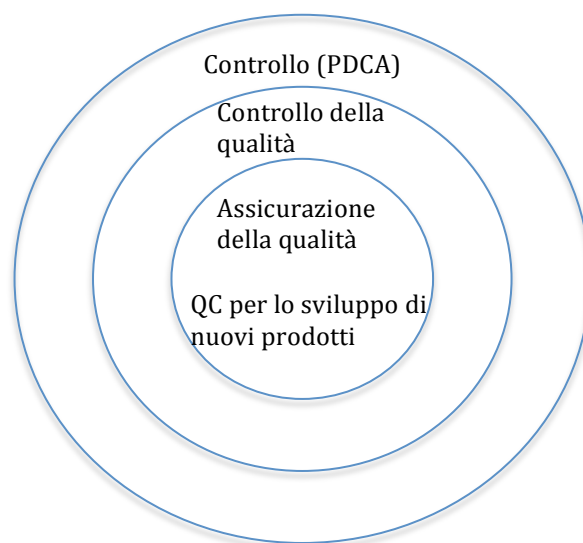 Controllo (PDCA)
Controllo della
qualità
Assicurazione
della qualità
QC per lo sviluppo di
nuovi prodotti